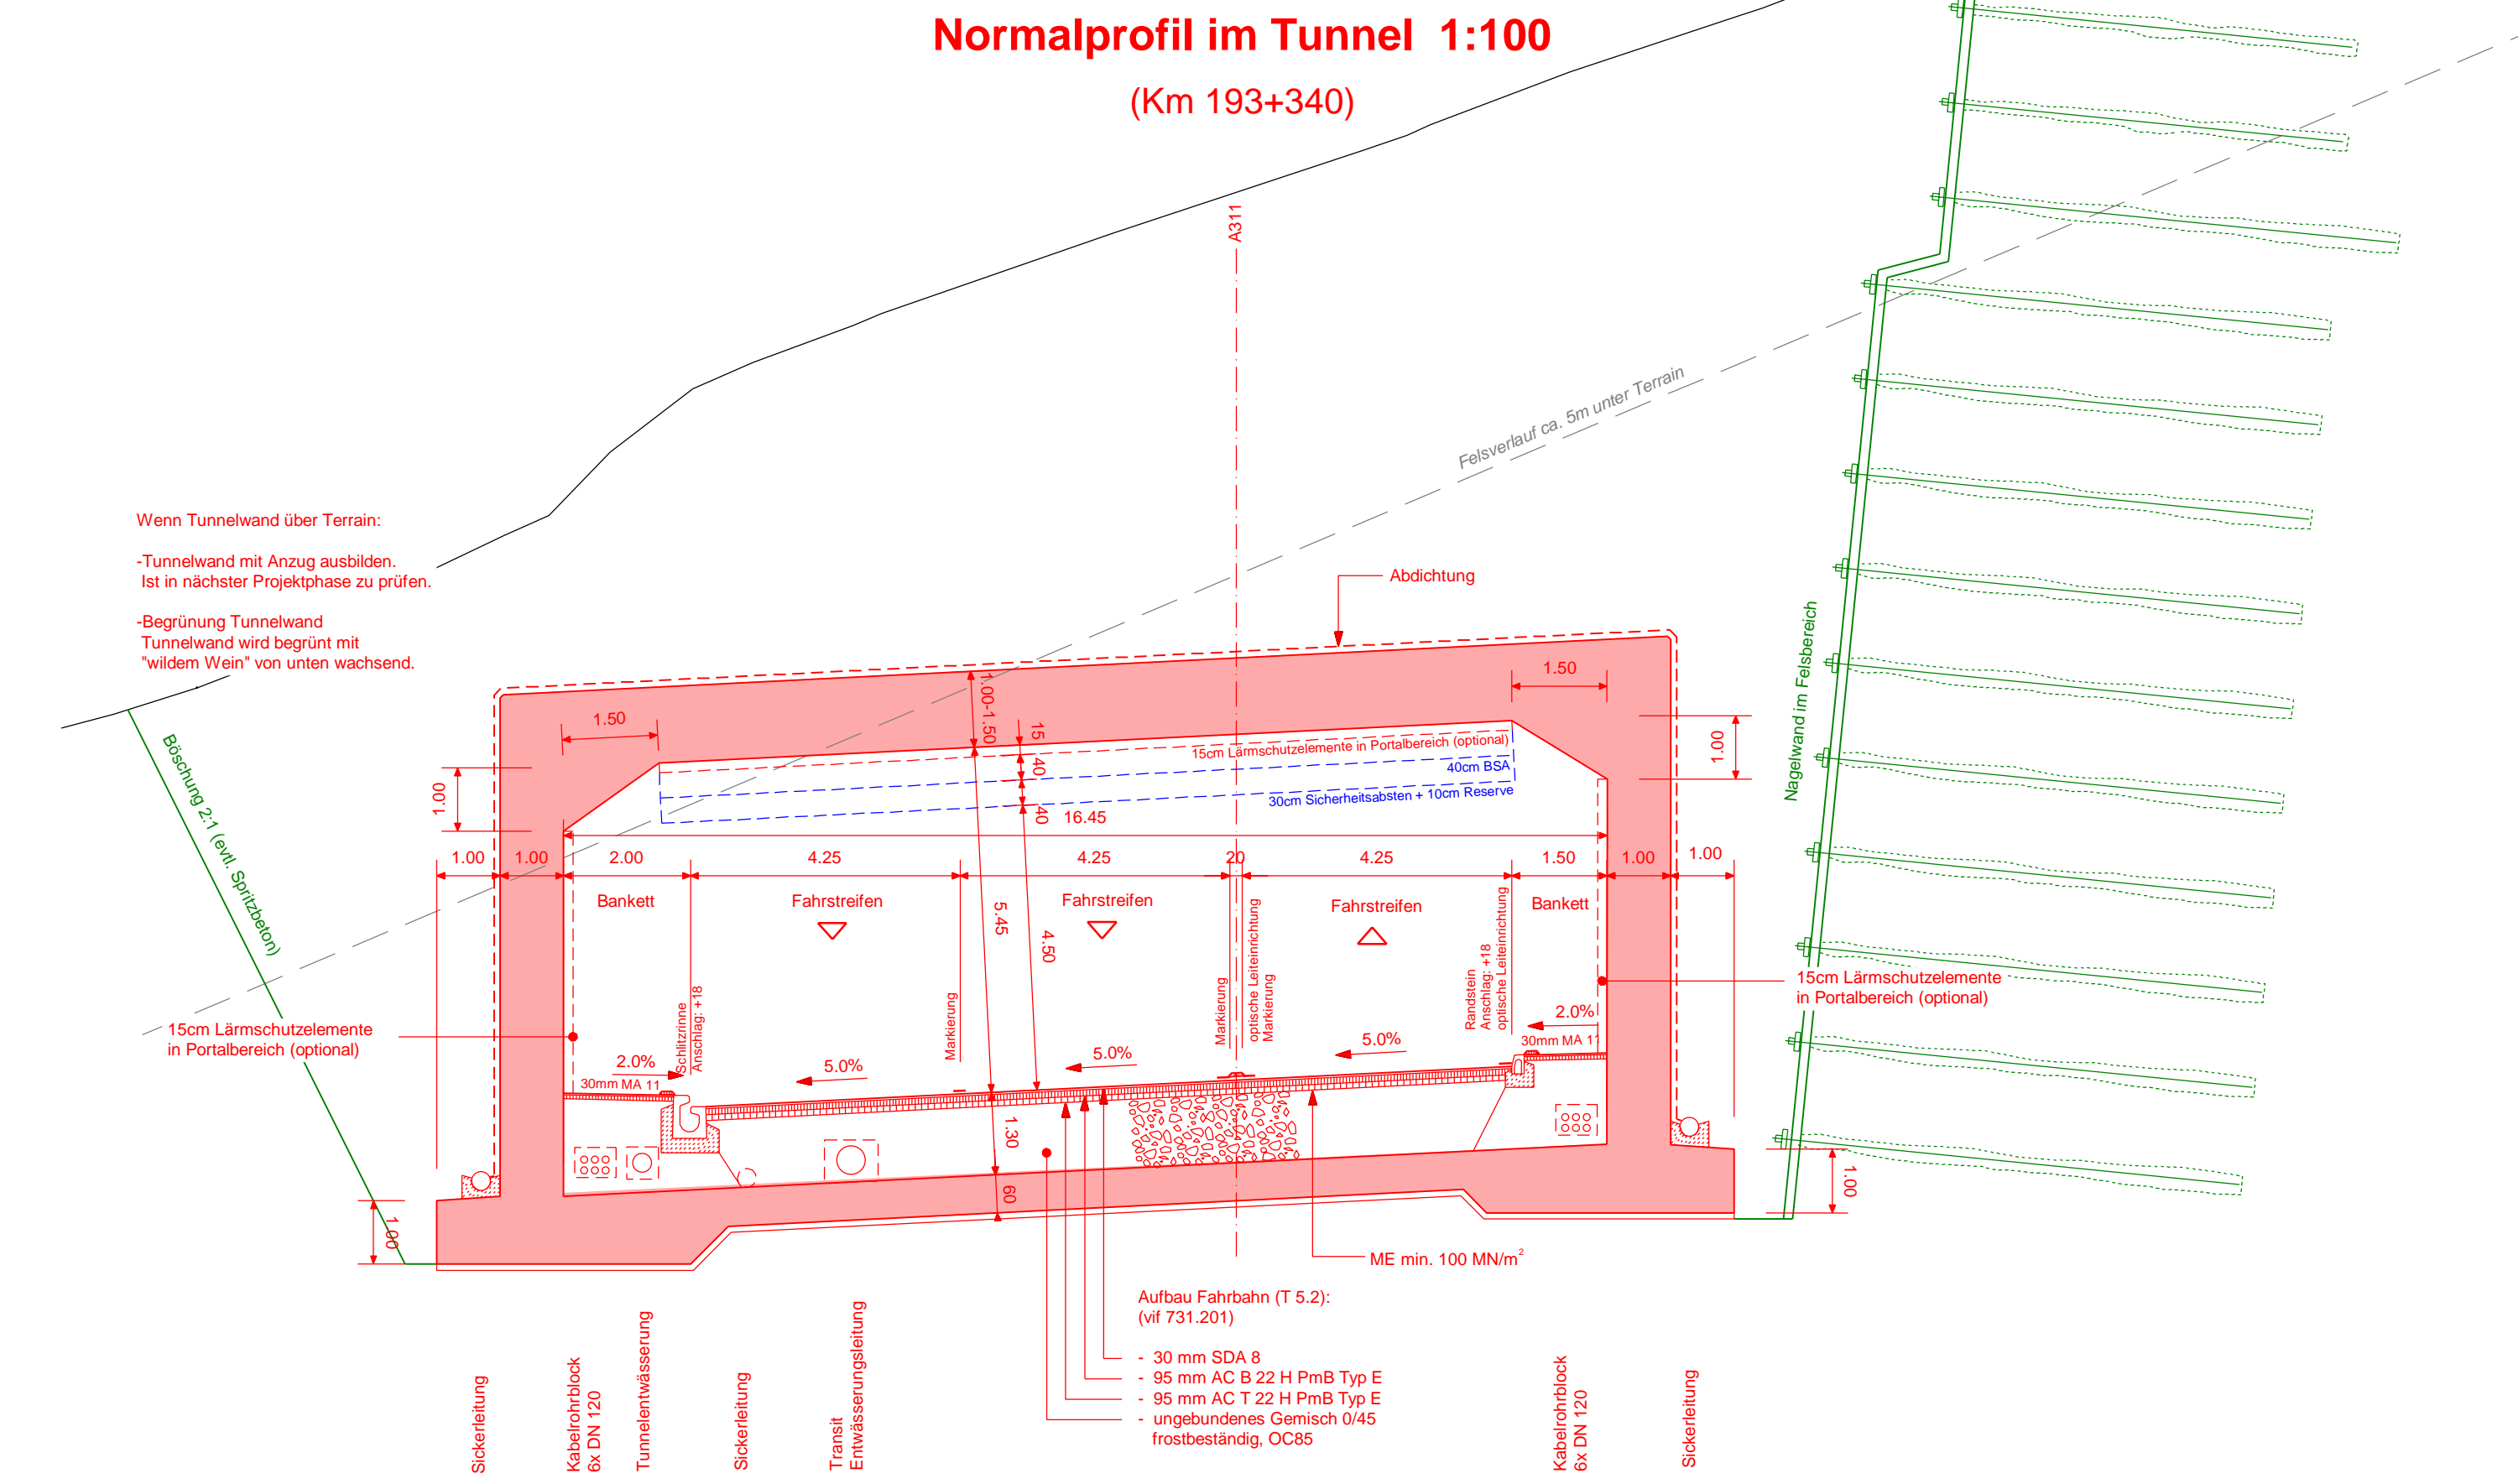 Normalprofil im Tunnel 1:100
(Km 193+340)
A311
Felsverlauf ca. 5m unter Terrain
Wenn Tunnelwand über Terrain:
-Tunnelwand mit Anzug ausbilden.
Ist in nächster Projektphase zu prüfen.
-Begrünung Tunnelwand
Tunnelwand wird begrünt mit
"wildem Wein" von unten wachsend.
Abdichtung
Nagelwand im Felsbereich
Böschung 2:1 (evtl. Spritzbeton)
1.50
1.50
1.00-1.50
15
40
40
15cm Lärmschutzelemente in Portalbereich (optional)
40cm BSA
30cm Sicherheitsabsten + 10cm Reserve
1.00
1.00
16.45
1.00
1.00
2.00
4.25
4.25
20
4.25
1.50
1.00
1.00
Bankett
Fahrstreifen
Fahrstreifen
Fahrstreifen
Bankett
5.45
4.50
Schlitzrinne
Anschlag: +18
Markierung
Markierung
optische Leiteinrichtung
Markierung
Randstein
Anschlag: +18
optische Leiteinrichtung
15cm Lärmschutzelemente
in Portalbereich (optional)
15cm Lärmschutzelemente
in Portalbereich (optional)
2.0%
5.0%
5.0%
5.0%
2.0%
30mm MA 11
30mm MA 11
1.30
60
1.00
1.00
ME min. 100 MN/m²
Aufbau Fahrbahn (T 5.2):
(vif 731.201)
- 30 mm SDA 8
- 95 mm AC B 22 H PmB Typ E
- 95 mm AC T 22 H PmB Typ E
- ungebundenes Gemisch 0/45
frostbeständig, OC85
Sickerleitung
Kabelrohrblock
6x DN 120
Tunnelentwässerung
Sickerleitung
Transit
Entwässerungsleitung
Kabelrohrblock
6x DN 120
Sickerleitung